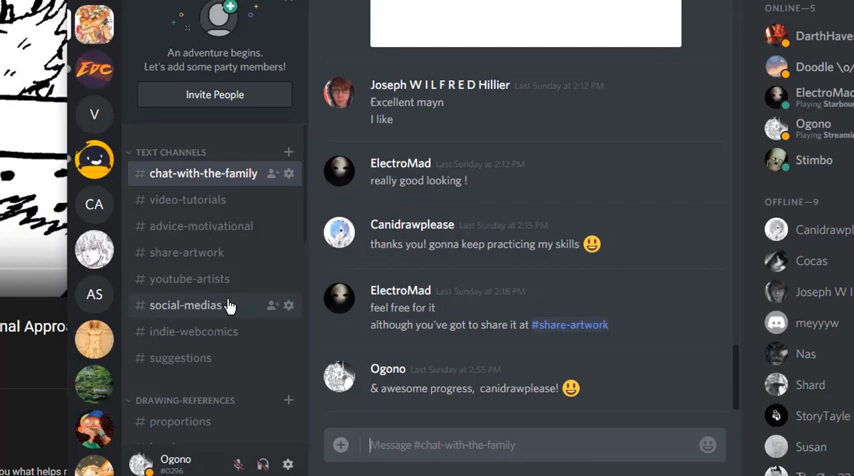 nal Approa
u what helps r
EDC
V
CA
AS
An adventure begins.
Let's add some party members!
Invite People
TEXT CHANNELS
# chat-with-the-family
# video-tutorials
# advice-motivational
# share-artwork
# youtube-artists
# social-medias
# indie-webcomics
# suggestions
DRAWING-REFERENCES
# proportions
Ogono
#0296
Joseph W I L F R E D Hillier Last Sunday at 2:12 PM
Excellent mayn
I like
ElectroMad Last Sunday at 2:12 PM
really good looking !
Canidrawplease Last Sunday at 2:15 PM
thanks you! gonna keep practicing my skills
ElectroMad Last Sunday at 2:18 PM
feel free for it
although you've got to share it at #share-artwork
Ogono Last Sunday at 2:55 PM
& awesome progress, canidrawplease!
Message #chat-with-the-family
ONLINE—5
DarthHave
Doodle \o/
ElectroMad
Playing Starbou
Ogono
Playing Streamin
Stimbo
OFFLINE—9
Canidrawpl
Cocas
Joseph W I
meyyyw
Nas
Shard
StoryTayle
Susan